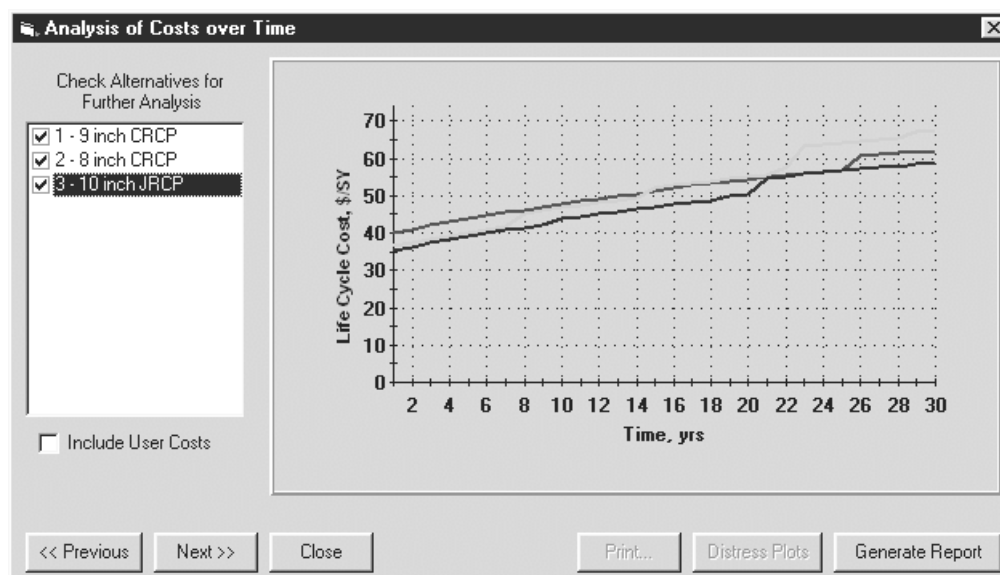 Analysis of Costs over Time
Check Alternatives for
Further Analysis
1 - 9 inch CRCP
2 - 8 inch CRCP
3 - 10 inch JRCP
Include User Costs
Life Cycle Cost, $/SY
70
60
50
40
30
20
10
0
2 4 6 8 10 12 14 16 18 20 22 24 26 28 30
Time, yrs
<< Previous Next >> Close Print... Distress Plots Generate Report